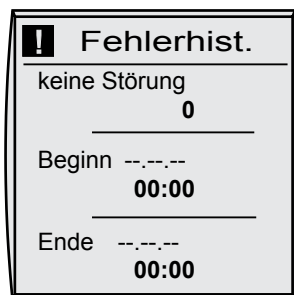 ! Fehlerhist.
keine Störung
0
Beginn --.--.--
00:00
Ende --.--.--
00:00